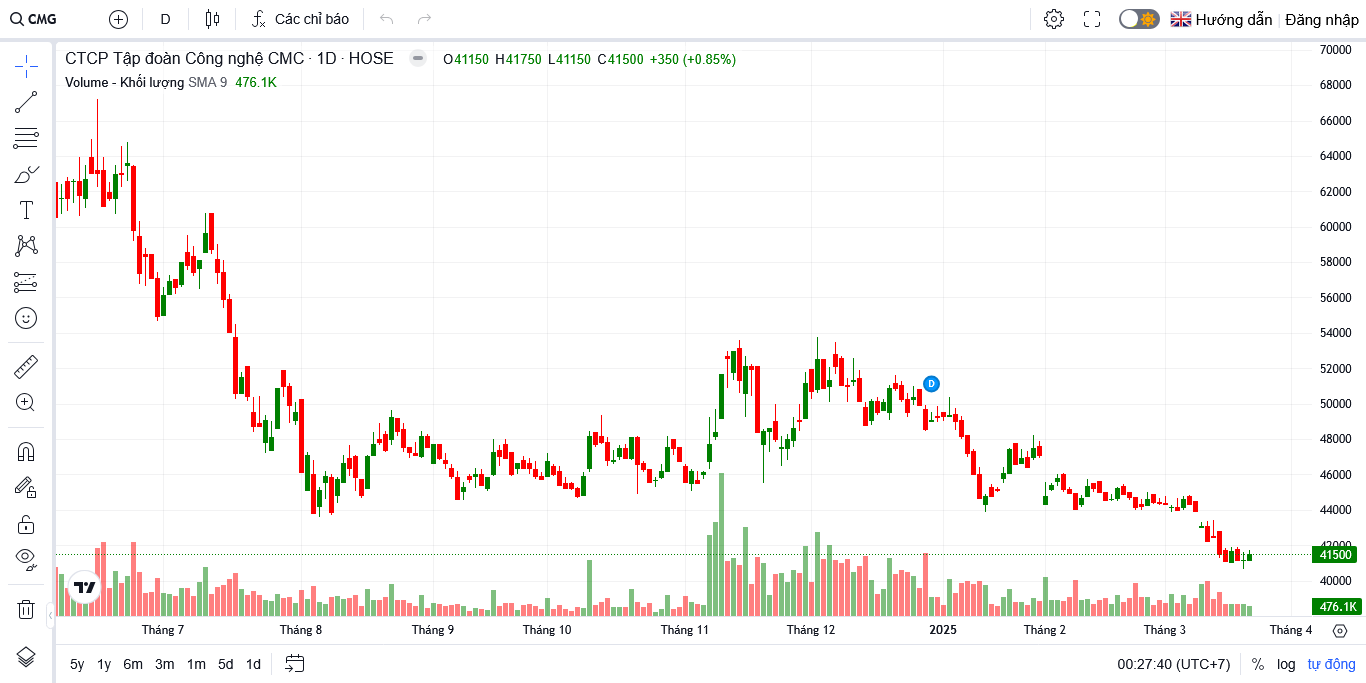 CMG D Các chỉ báo Hướng dẫn Đăng nhập
CTCP Tập đoàn Công nghệ CMC · 1D · HOSE O41150 H41750 L41150 C41500 +350 (+0.85%)
Volume - Khối lượng SMA 9 476.1K
70000
68000
66000
64000
62000
60000
58000
56000
54000
52000
D
50000
48000
46000
44000
42000
41500
40000
476.1K
Tháng 7 Tháng 8 Tháng 9 Tháng 10 Tháng 11 Tháng 12 2025 Tháng 2 Tháng 3 Tháng 4
5y 1y 6m 3m 1m 5d 1d 00:27:40 (UTC+7) % log tự động